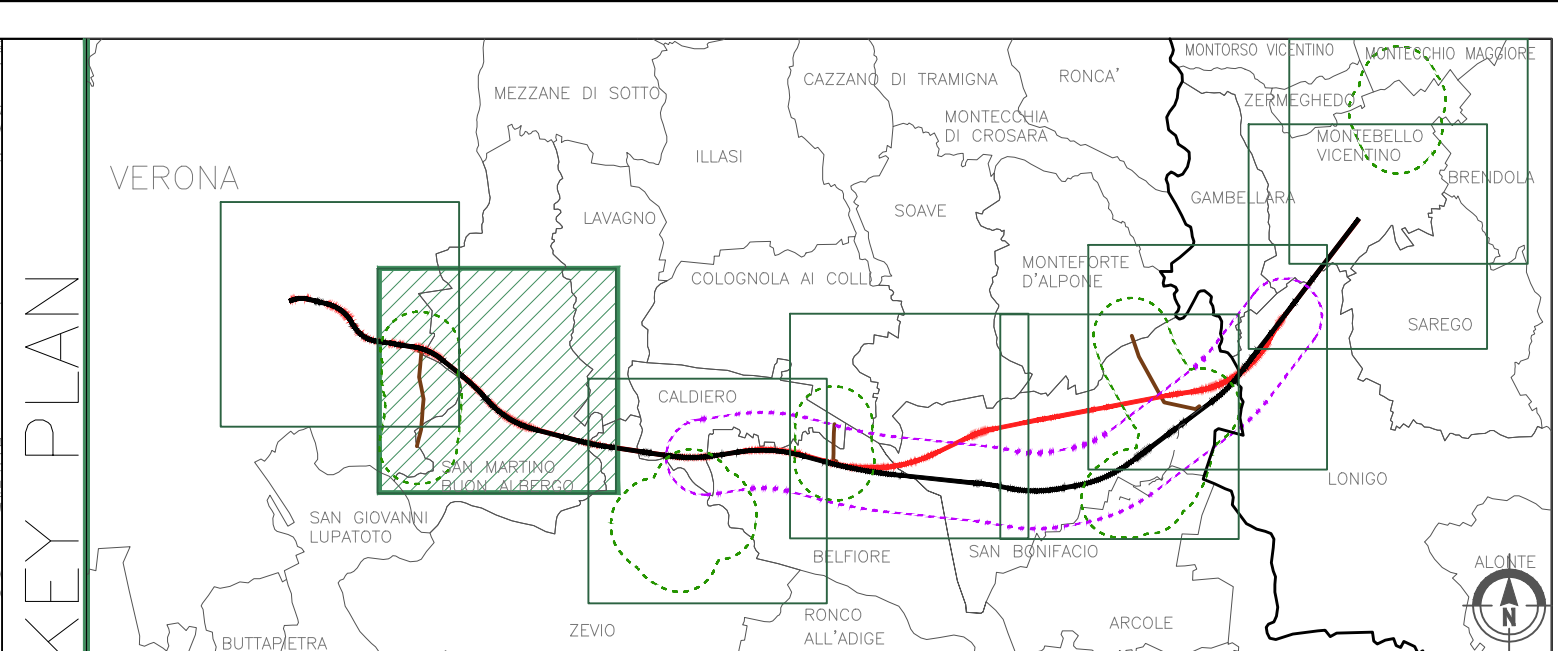 KEY PLAN
MONTORSO VICENTINO
MONTECCHIO MAGGIORE
RONCA'
CAZZANO DI TRAMIGNA
MEZZANE DI SOTTO
ZERMEGHEDO
MONTECCHIA
DI CROSARA
MONTEBELLO
VICENTINO
ILLASI
VERONA
BRENDOLA
GAMBELLARA
SOAVE
LAVAGNO
MONTEFORTE
D'ALPONE
COLOGNOLA AI COLL
SAREGO
CALDIERO
SAN MARTINO
BUON ALBERGO
LONIGO
SAN GIOVANNI
LUPATOTO
SAN BONIFACIO
BELFIORE
ALONTE
N
RONCO
ALL'ADIGE
ARCOLE
ZEVIO
BUTTAPIETRA